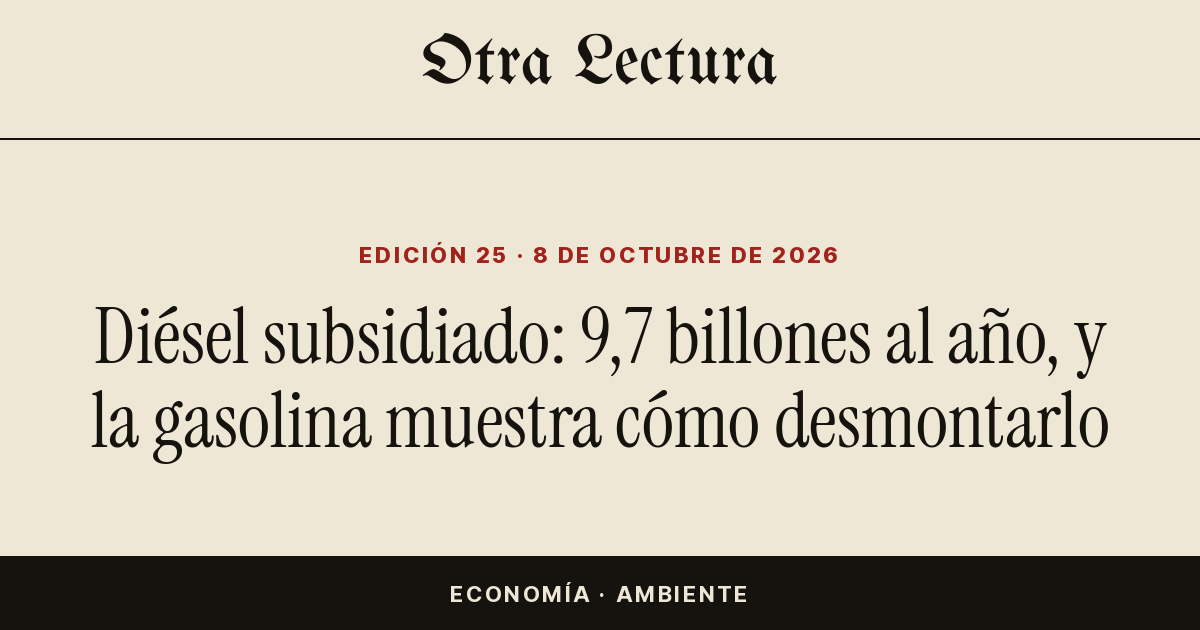 Otra Lectura
EDICIÓN 25 · 8 DE OCTUBRE DE 2026
Diésel subsidiado: 9,7 billones al año, y
la gasolina muestra cómo desmontarlo
ECONOMÍA · AMBIENTE